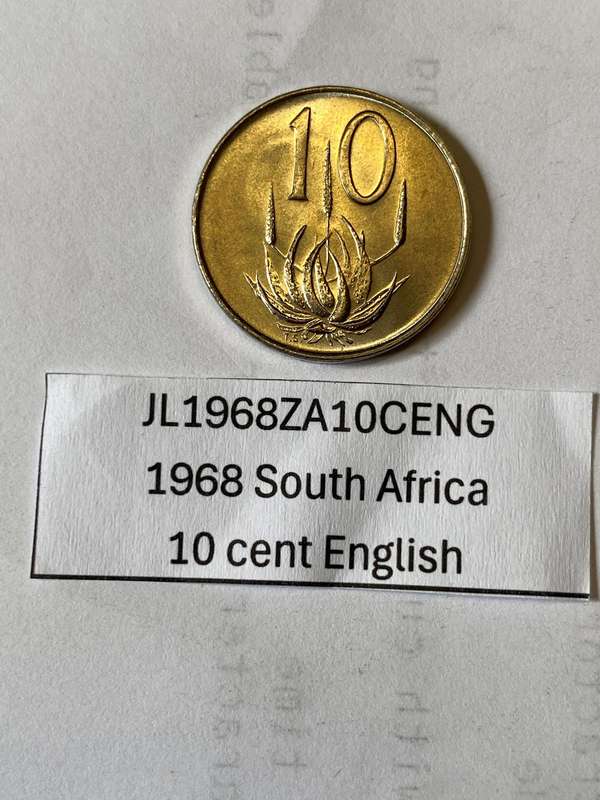 10
T.S
JL1968ZA10CENG
1968 South Africa
10 cent English